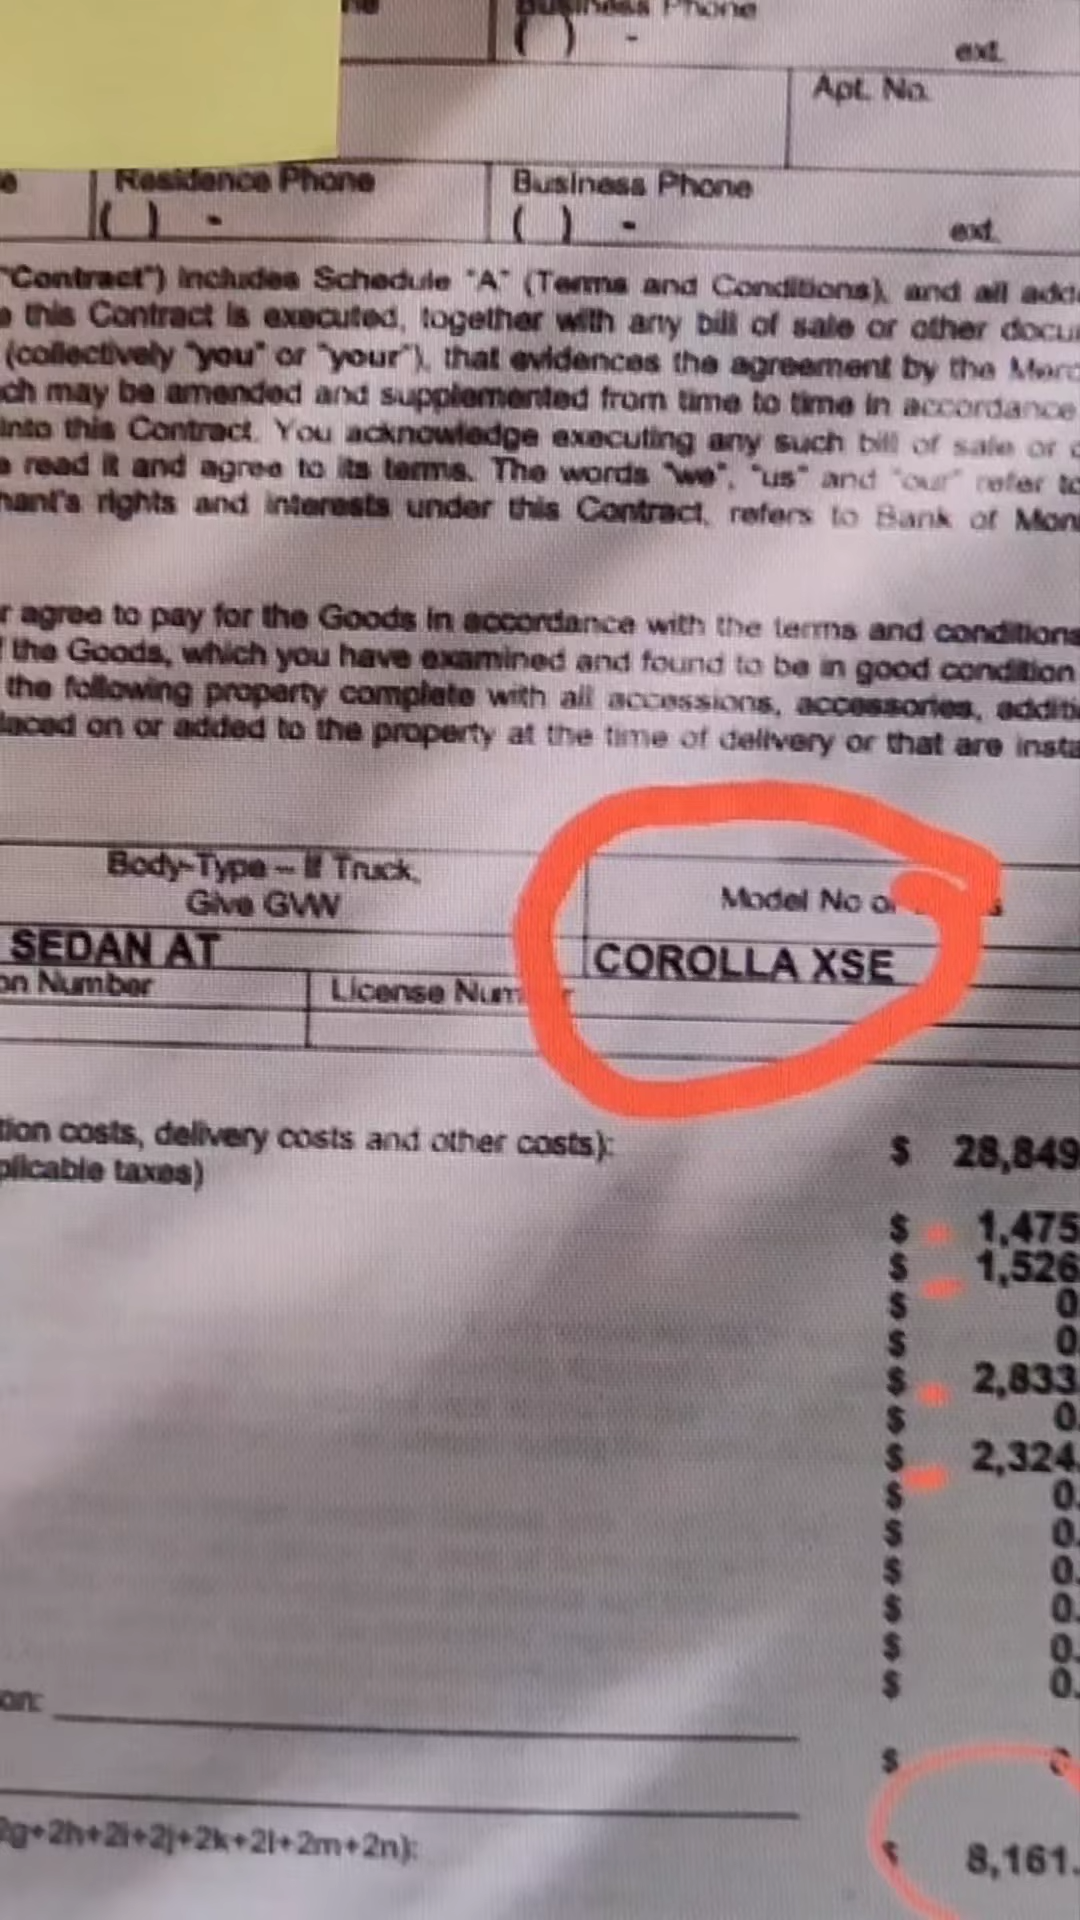 Business Phone
( ) - ext.
Apt. No.
Residence Phone Business Phone
( ) - ( ) - ext.
"Contract") includes Schedule "A" (Terms and Conditions), and all
this Contract is executed, together with any bill of sale or other
(collectively "you" or "your"), that evidences the agreement by the
may be amended and supplemented from time to time in accordance
into this Contract. You acknowledge executing any such bill of sale or
read it and agree to its terms. The words "we", "us" and "our" refer to
rights and interests under this Contract, refers to Bank of
agree to pay for the Goods in accordance with the terms and conditions
the Goods, which you have examined and found to be in good condition
the following property complete with all accessions, accessories,
on or added to the property at the time of delivery or that are
Body-Type – If Truck, Give GVW
Model No or
SEDAN AT COROLLA XSE
Number License
costs, delivery costs and other costs): $ 28,849
taxes)
$ 1,475
$ 1,526
$ 0
$ 0.
$ 2,833
$ 0.
$ 2,324.
$ 0.
$ 0.
$ 0.
$ 0.
$ 0.
$ 0.
$
2g+2h+2i+2j+2k+2l+2m+2n): $ 8,161.